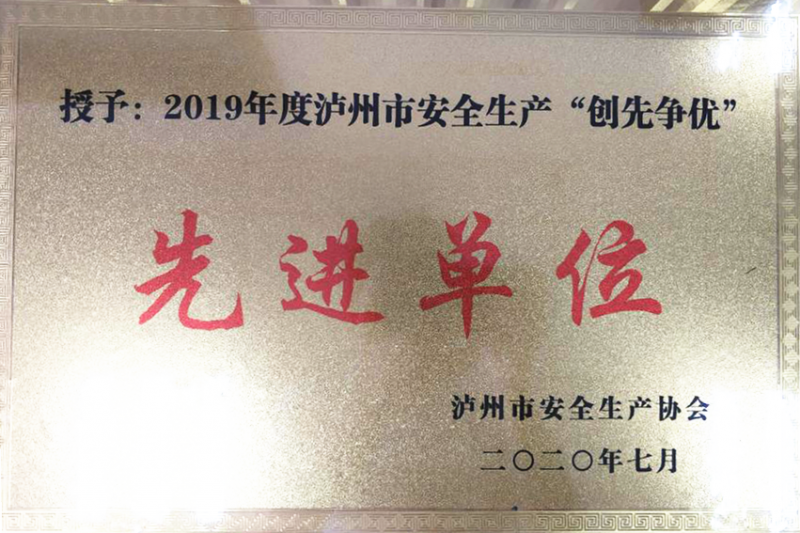 授予：2019年度泸州市安全生产“创先争优”
先进单位
泸州市安全生产协会
二〇二〇年七月